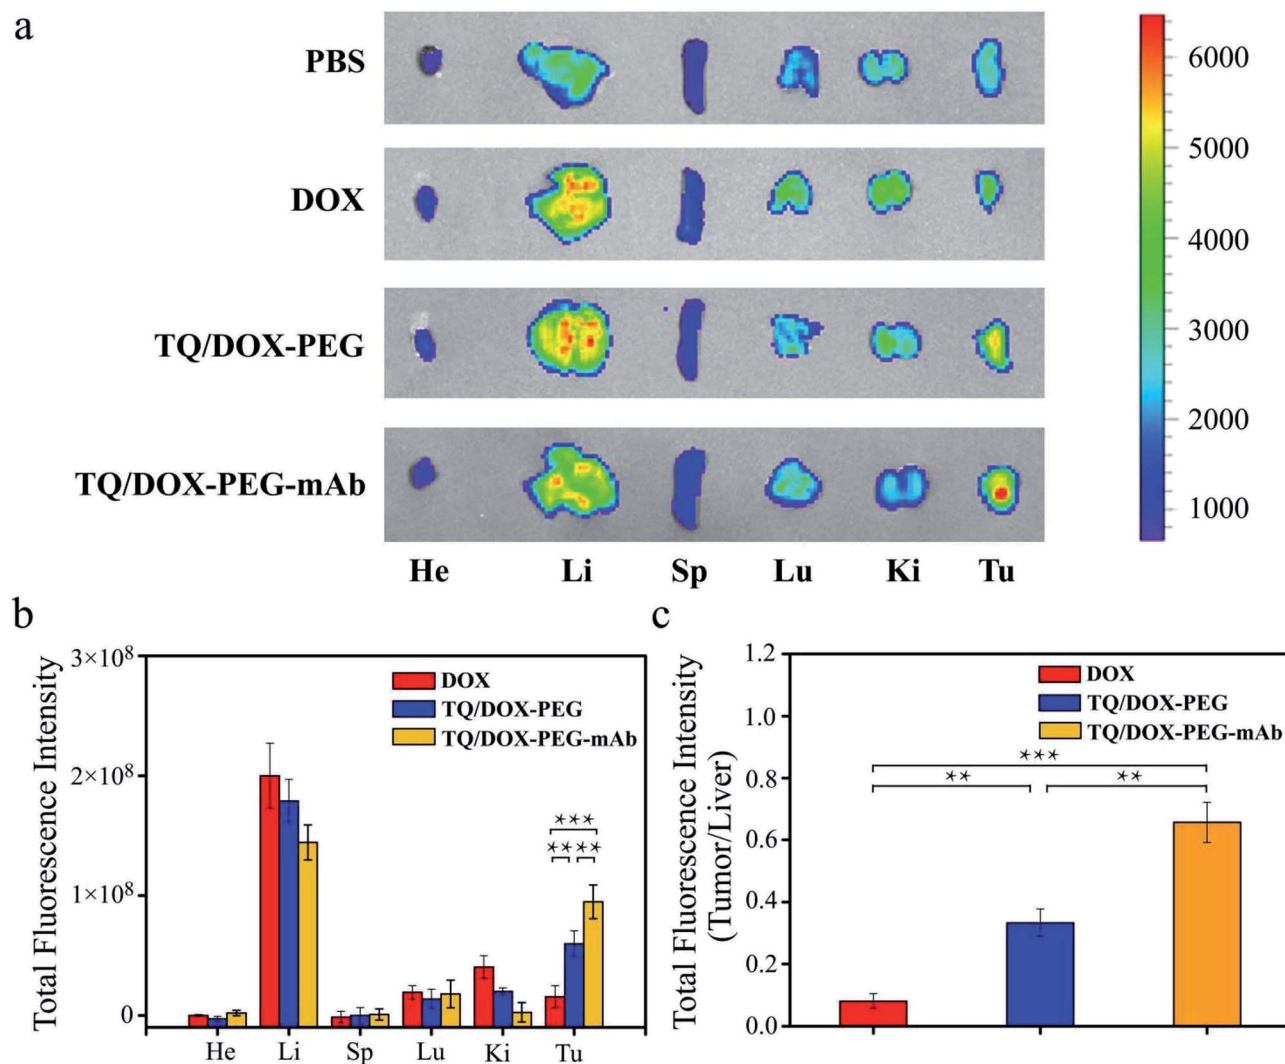 a
PBS
DOX
TQ/DOX-PEG
TQ/DOX-PEG-mAb
He Li Sp Lu Ki Tu
6000
5000
4000
3000
2000
1000
b
Total Fluorescence Intensity
3×10⁸
2×10⁸
1×10⁸
0
DOX
TQ/DOX-PEG
TQ/DOX-PEG-mAb
***
** **
He Li Sp Lu Ki Tu
c
Total Fluorescence Intensity
(Tumor/Liver)
1.2
1.0
0.8
0.6
0.4
0.2
0.0
DOX
TQ/DOX-PEG
TQ/DOX-PEG-mAb
***
** **